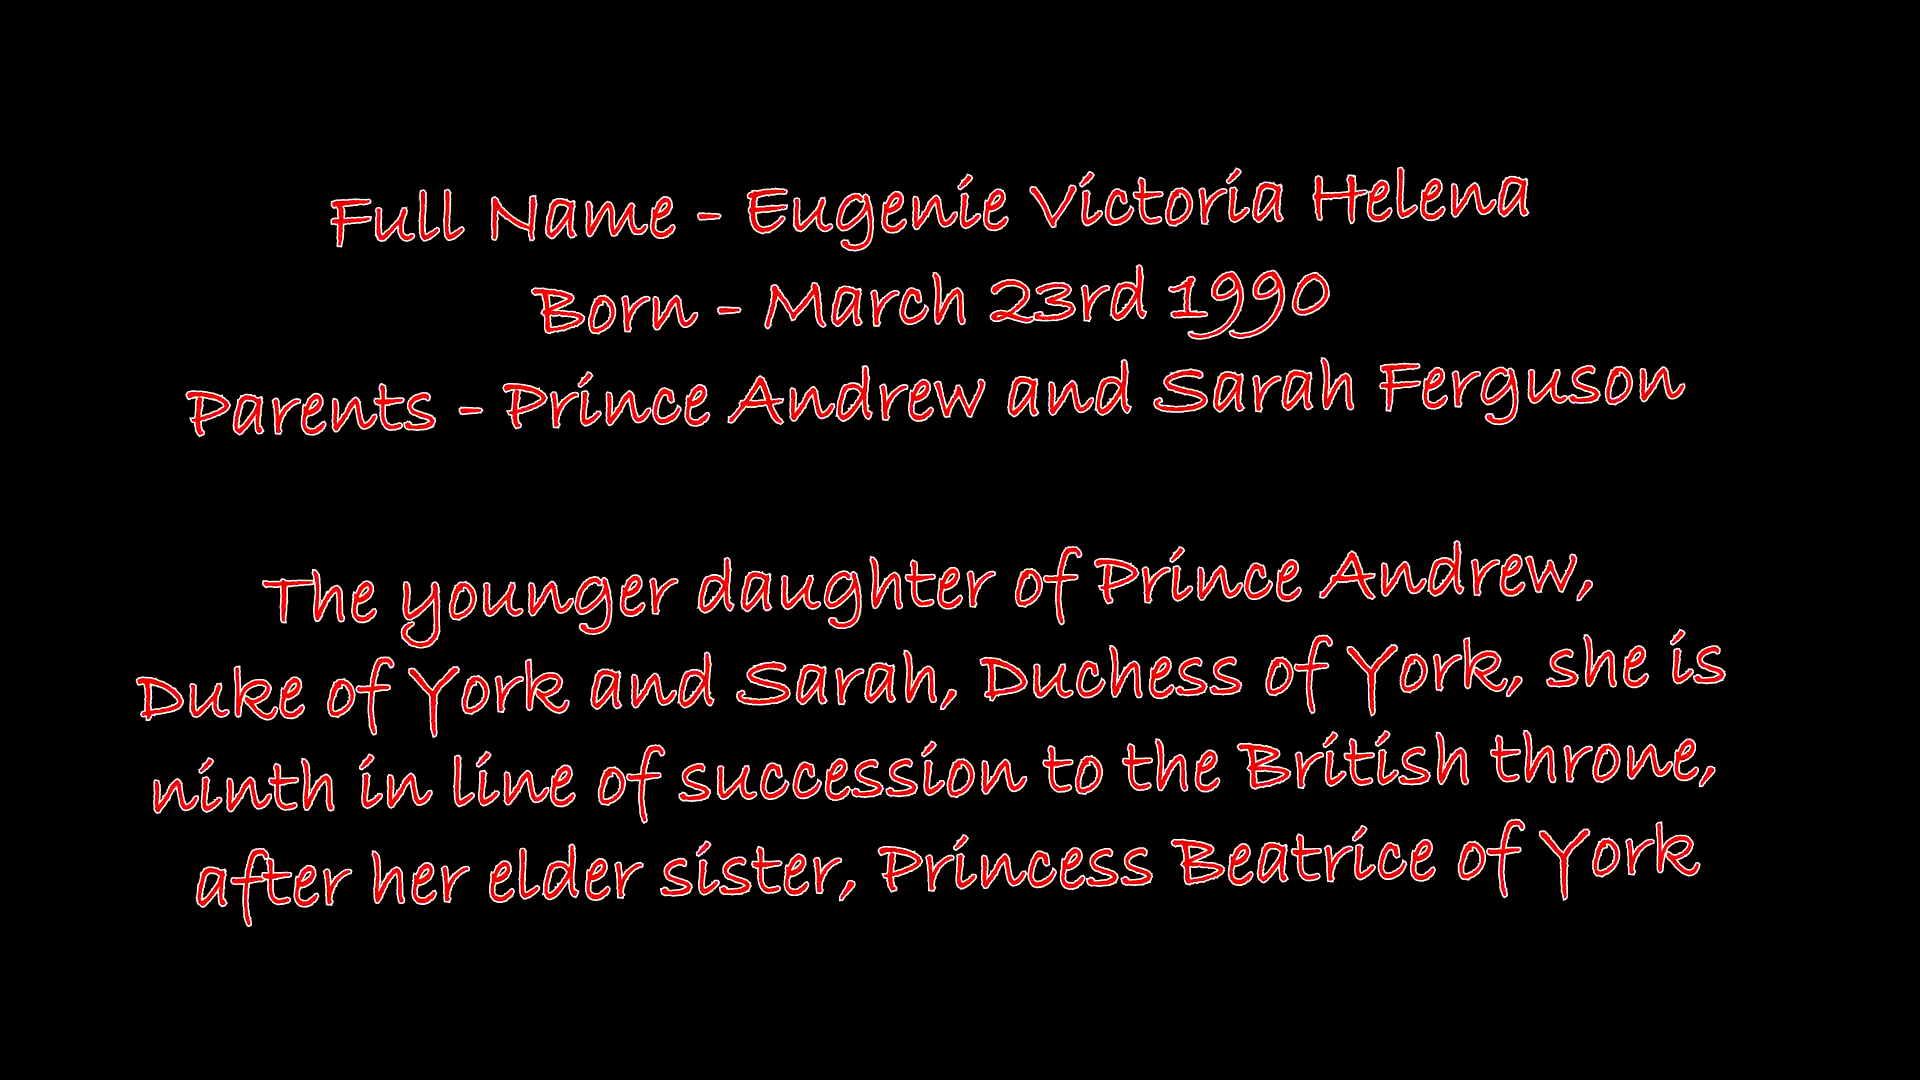 Full Name - Eugenie Victoria Helena
Born - March 23rd 1990
Parents - Prince Andrew and Sarah Ferguson
The younger daughter of Prince Andrew,
Duke of York and Sarah, Duchess of York, she is
ninth in line of succession to the British throne,
after her elder sister, Princess Beatrice of York